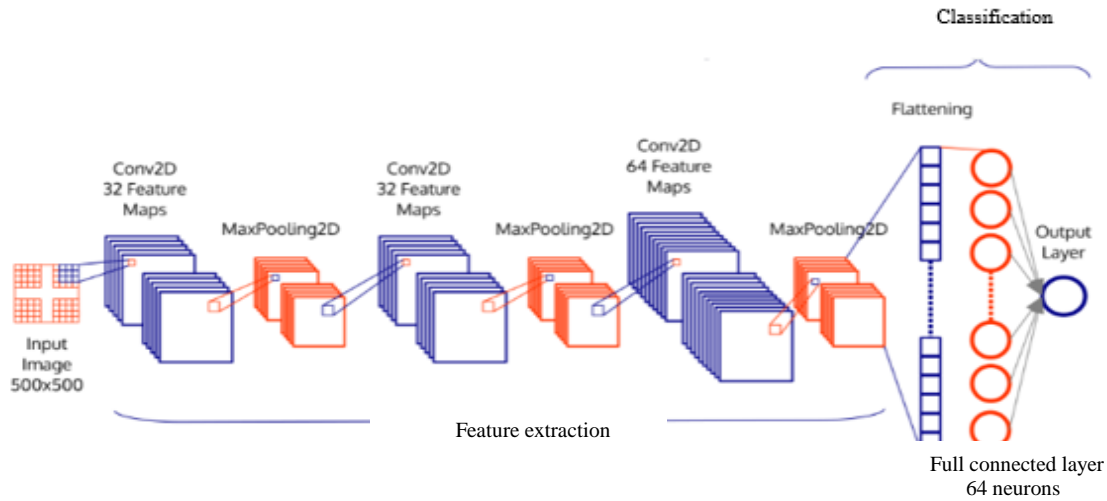 Classification
Flattening
Conv2D
32 Feature
Maps
MaxPooling2D
Conv2D
32 Feature
Maps
MaxPooling2D
Conv2D
64 Feature
Maps
MaxPooling2D
Output
Layer
Input
Image
500x500
Feature extraction
Full connected layer
64 neurons